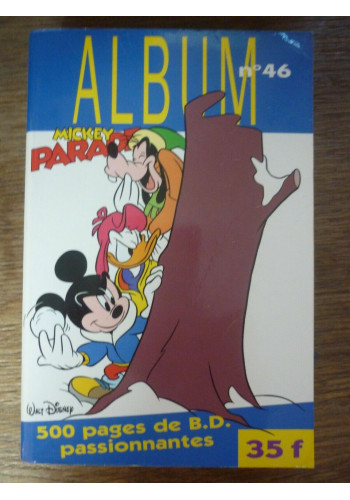 ALBUM
n°46
MICKEY
PARAD
WALT DISNEY
500 pages de B.D.
passionnantes
35 f